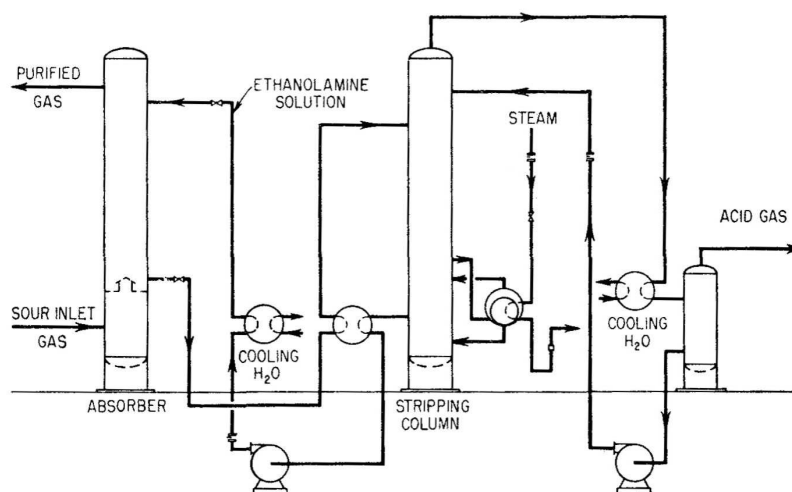 PURIFIED
GAS
ETHANOLAMINE
SOLUTION
STEAM
ACID GAS
SOUR INLET
GAS
COOLING
H₂O
COOLING
H₂O
ABSORBER
STRIPPING
COLUMN